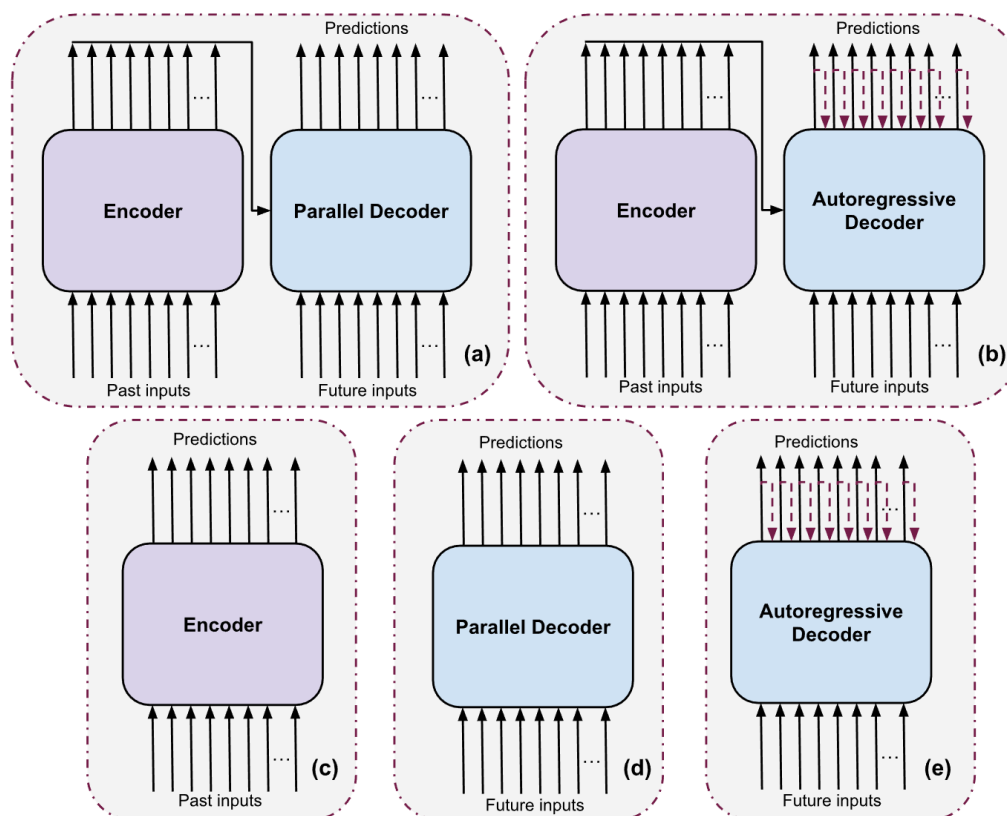 Predictions
...
...
Encoder
Parallel Decoder
...
...
(a)
Past inputs
Future inputs
Predictions
...
...
Encoder
Autoregressive
Decoder
...
...
(b)
Past inputs
Future inputs
Predictions
...
Encoder
...
(c)
Past inputs
Predictions
...
Parallel Decoder
...
(d)
Future inputs
Predictions
...
Autoregressive
Decoder
...
(e)
Future inputs